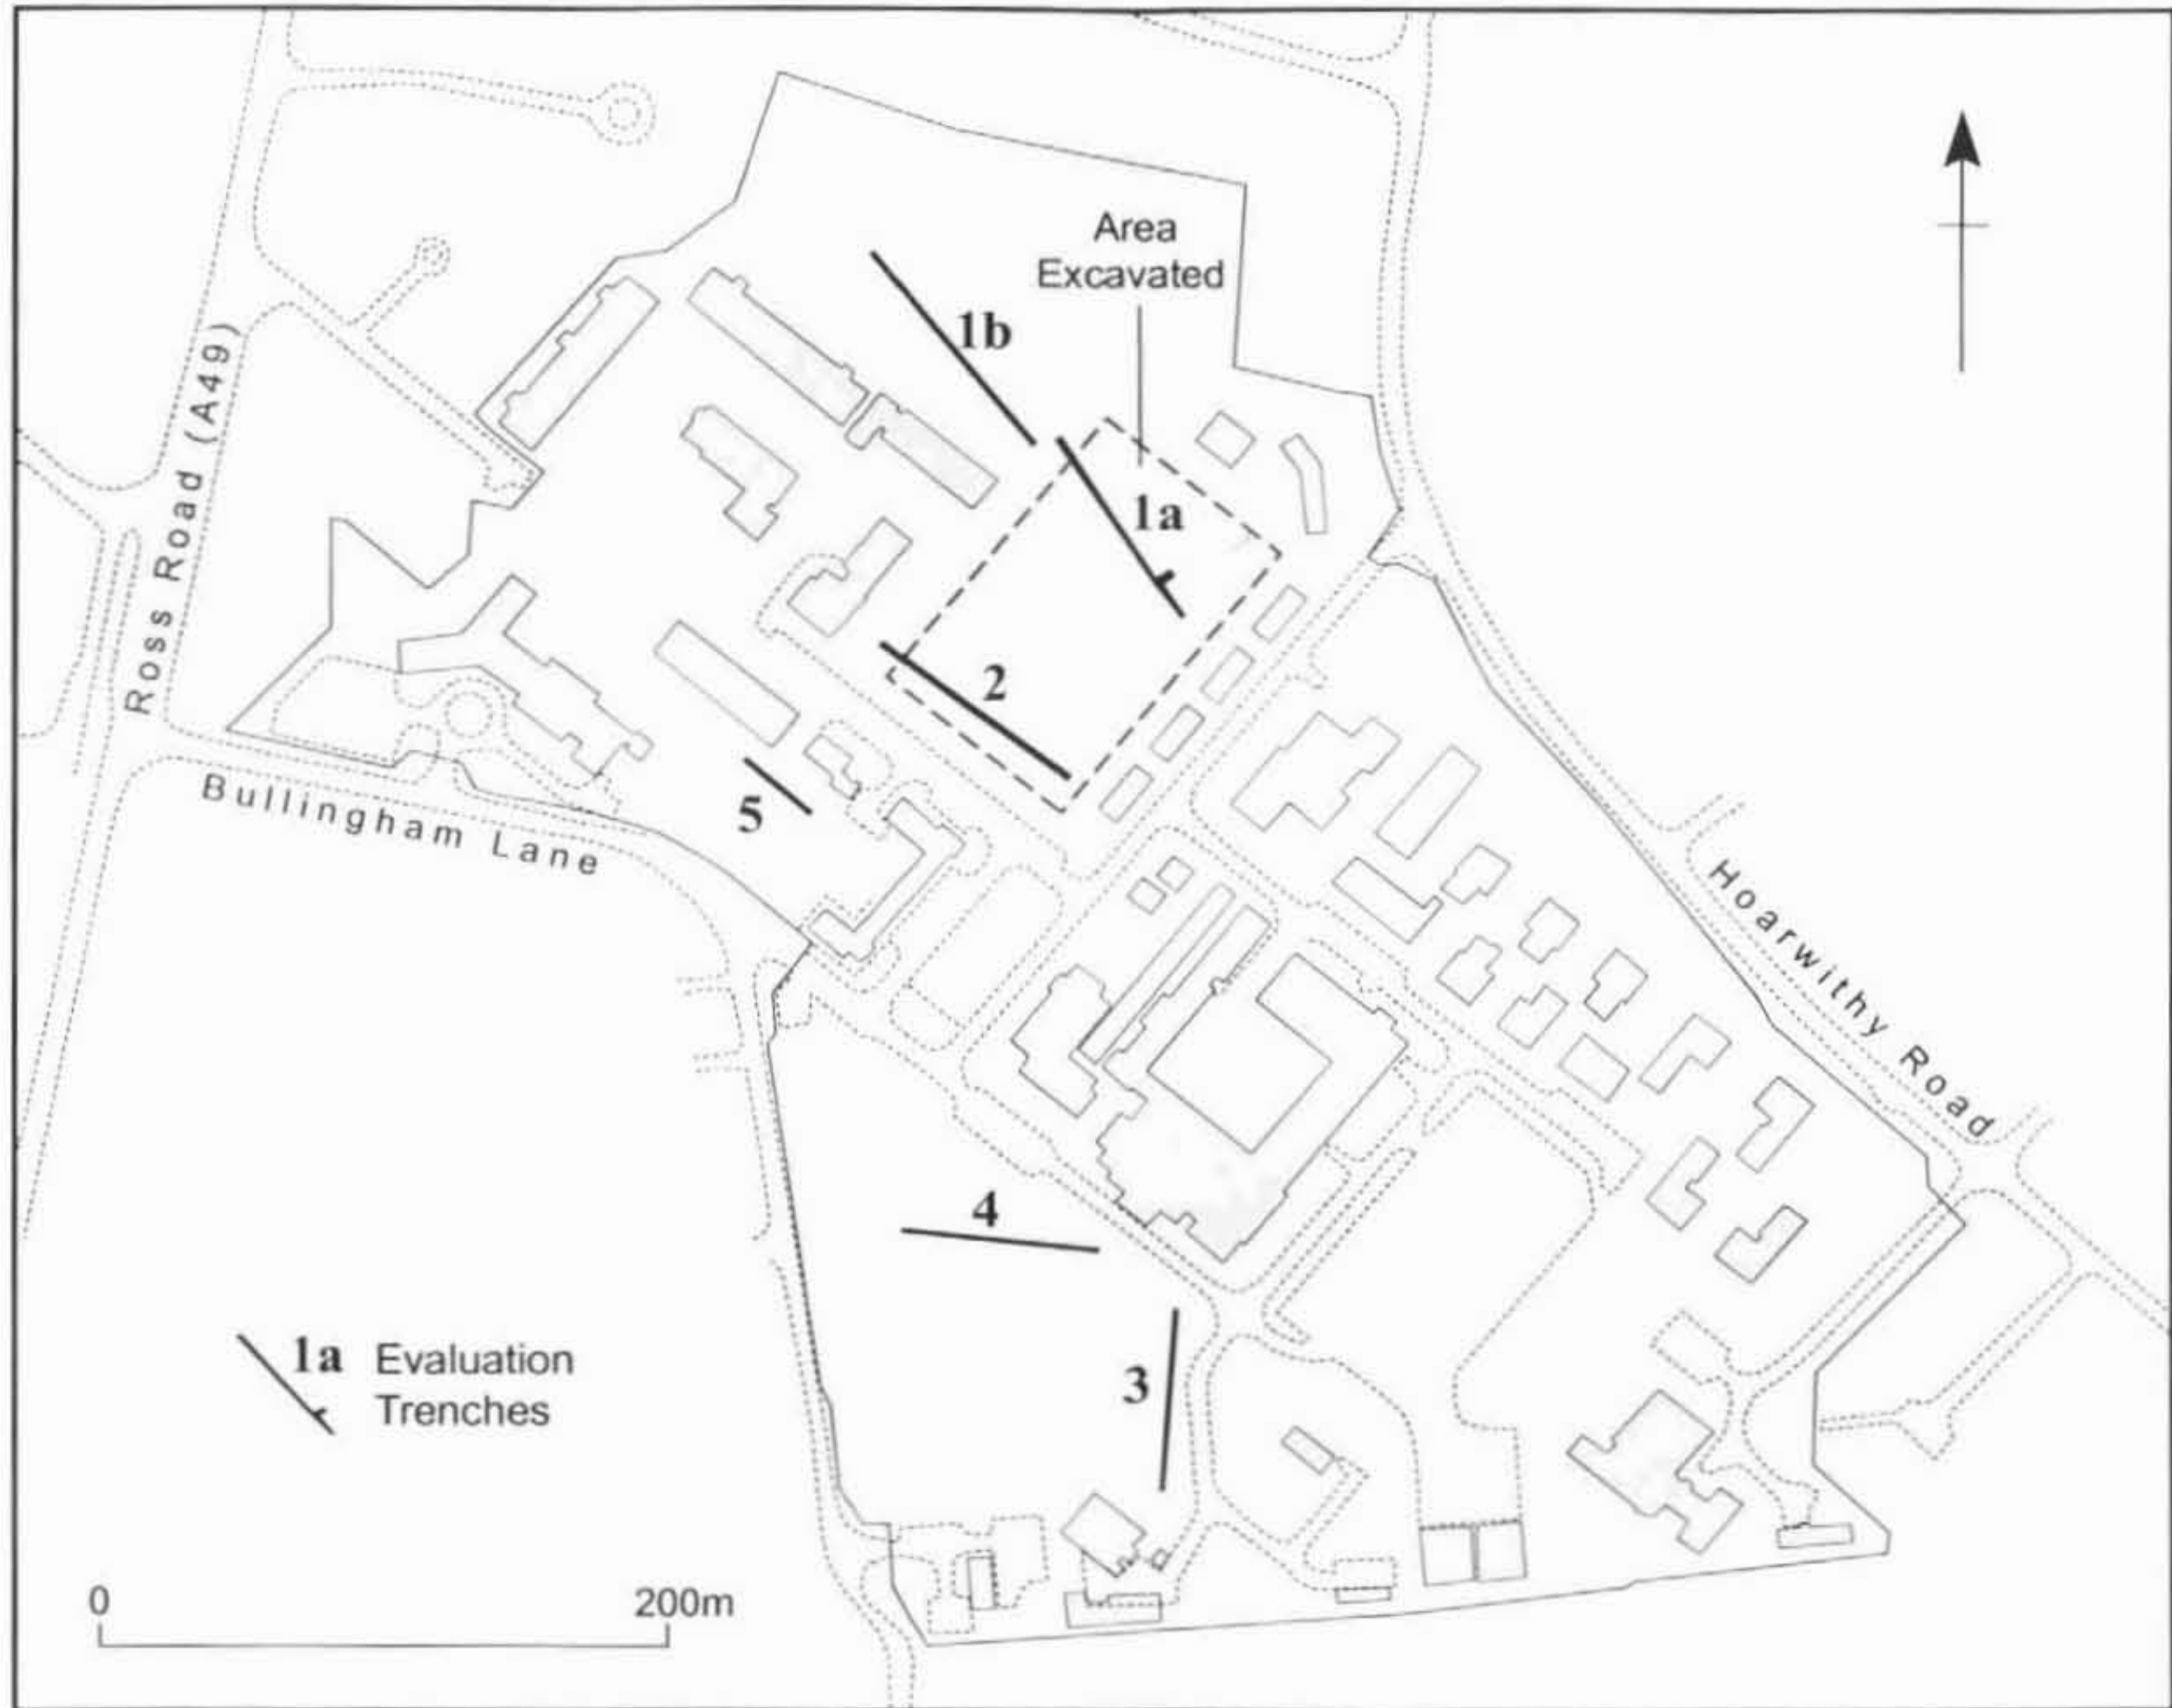 Area
Excavated
1b
1a
Ross Road (A49)
2
5
Bullingham Lane
Hoarwithy Road
4
3
1a Evaluation
Trenches
0 200m